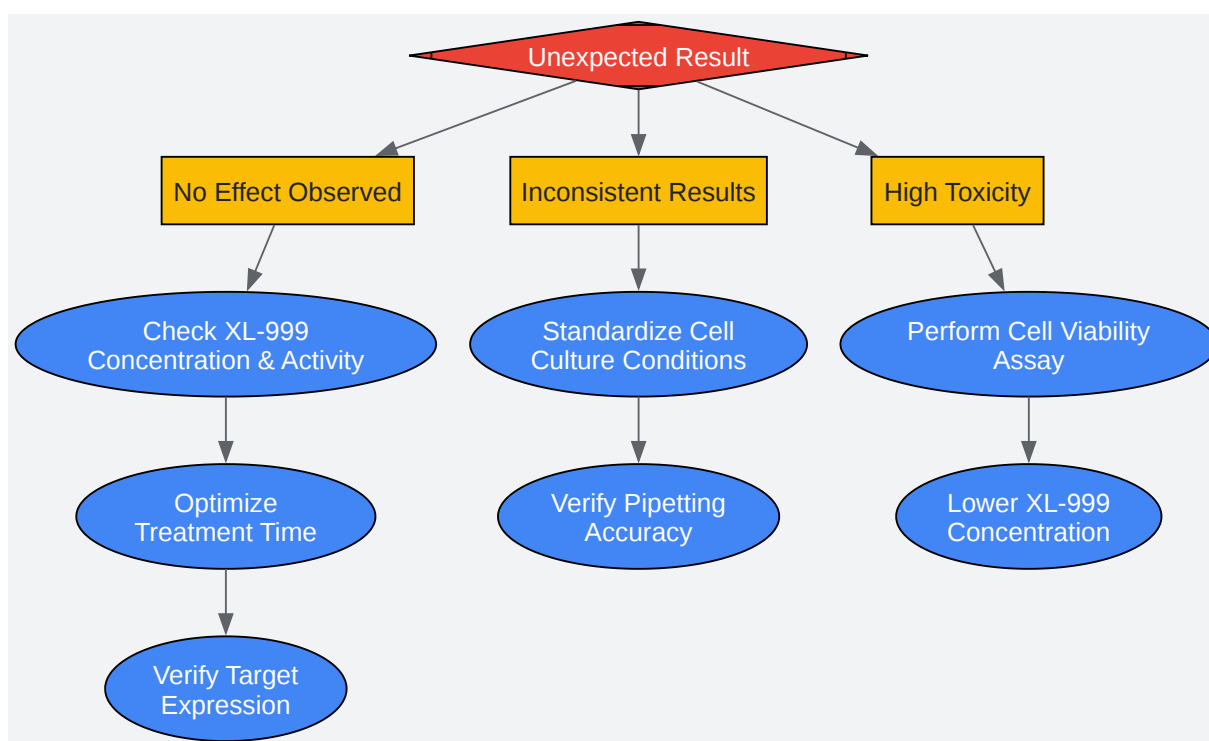 Unexpected Result
No Effect Observed
Inconsistent Results
High Toxicity
Check XL-999
Concentration & Activity
Standardize Cell
Culture Conditions
Perform Cell Viability
Assay
Optimize
Treatment Time
Verify Pipetting
Accuracy
Lower XL-999
Concentration
Verify Target
Expression